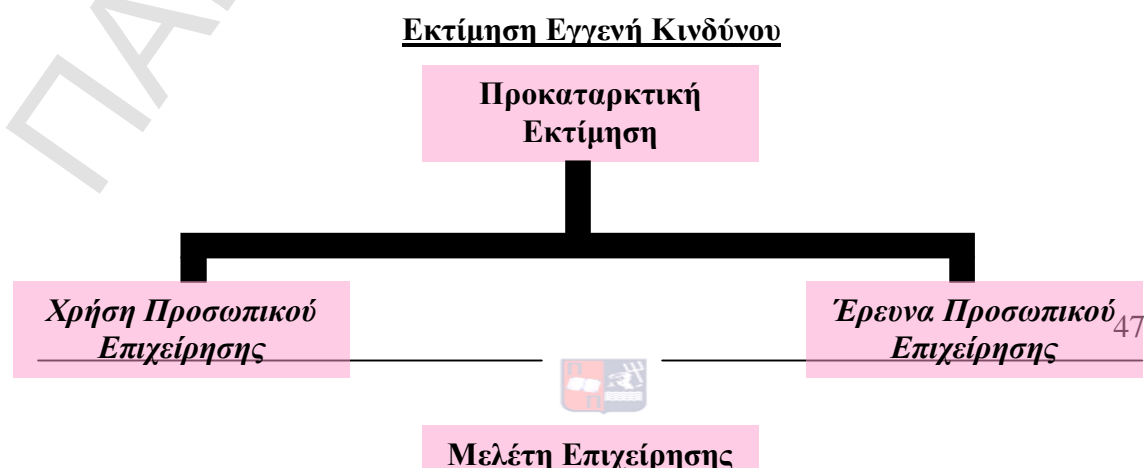 Εκτίμηση Εγγενή Κινδύνου
Προκαταρκτική
Εκτίμηση
Χρήση Προσωπικού
Επιχείρησης
Έρευνα Προσωπικού
Επιχείρησης
47
Μελέτη Επιχείρησης